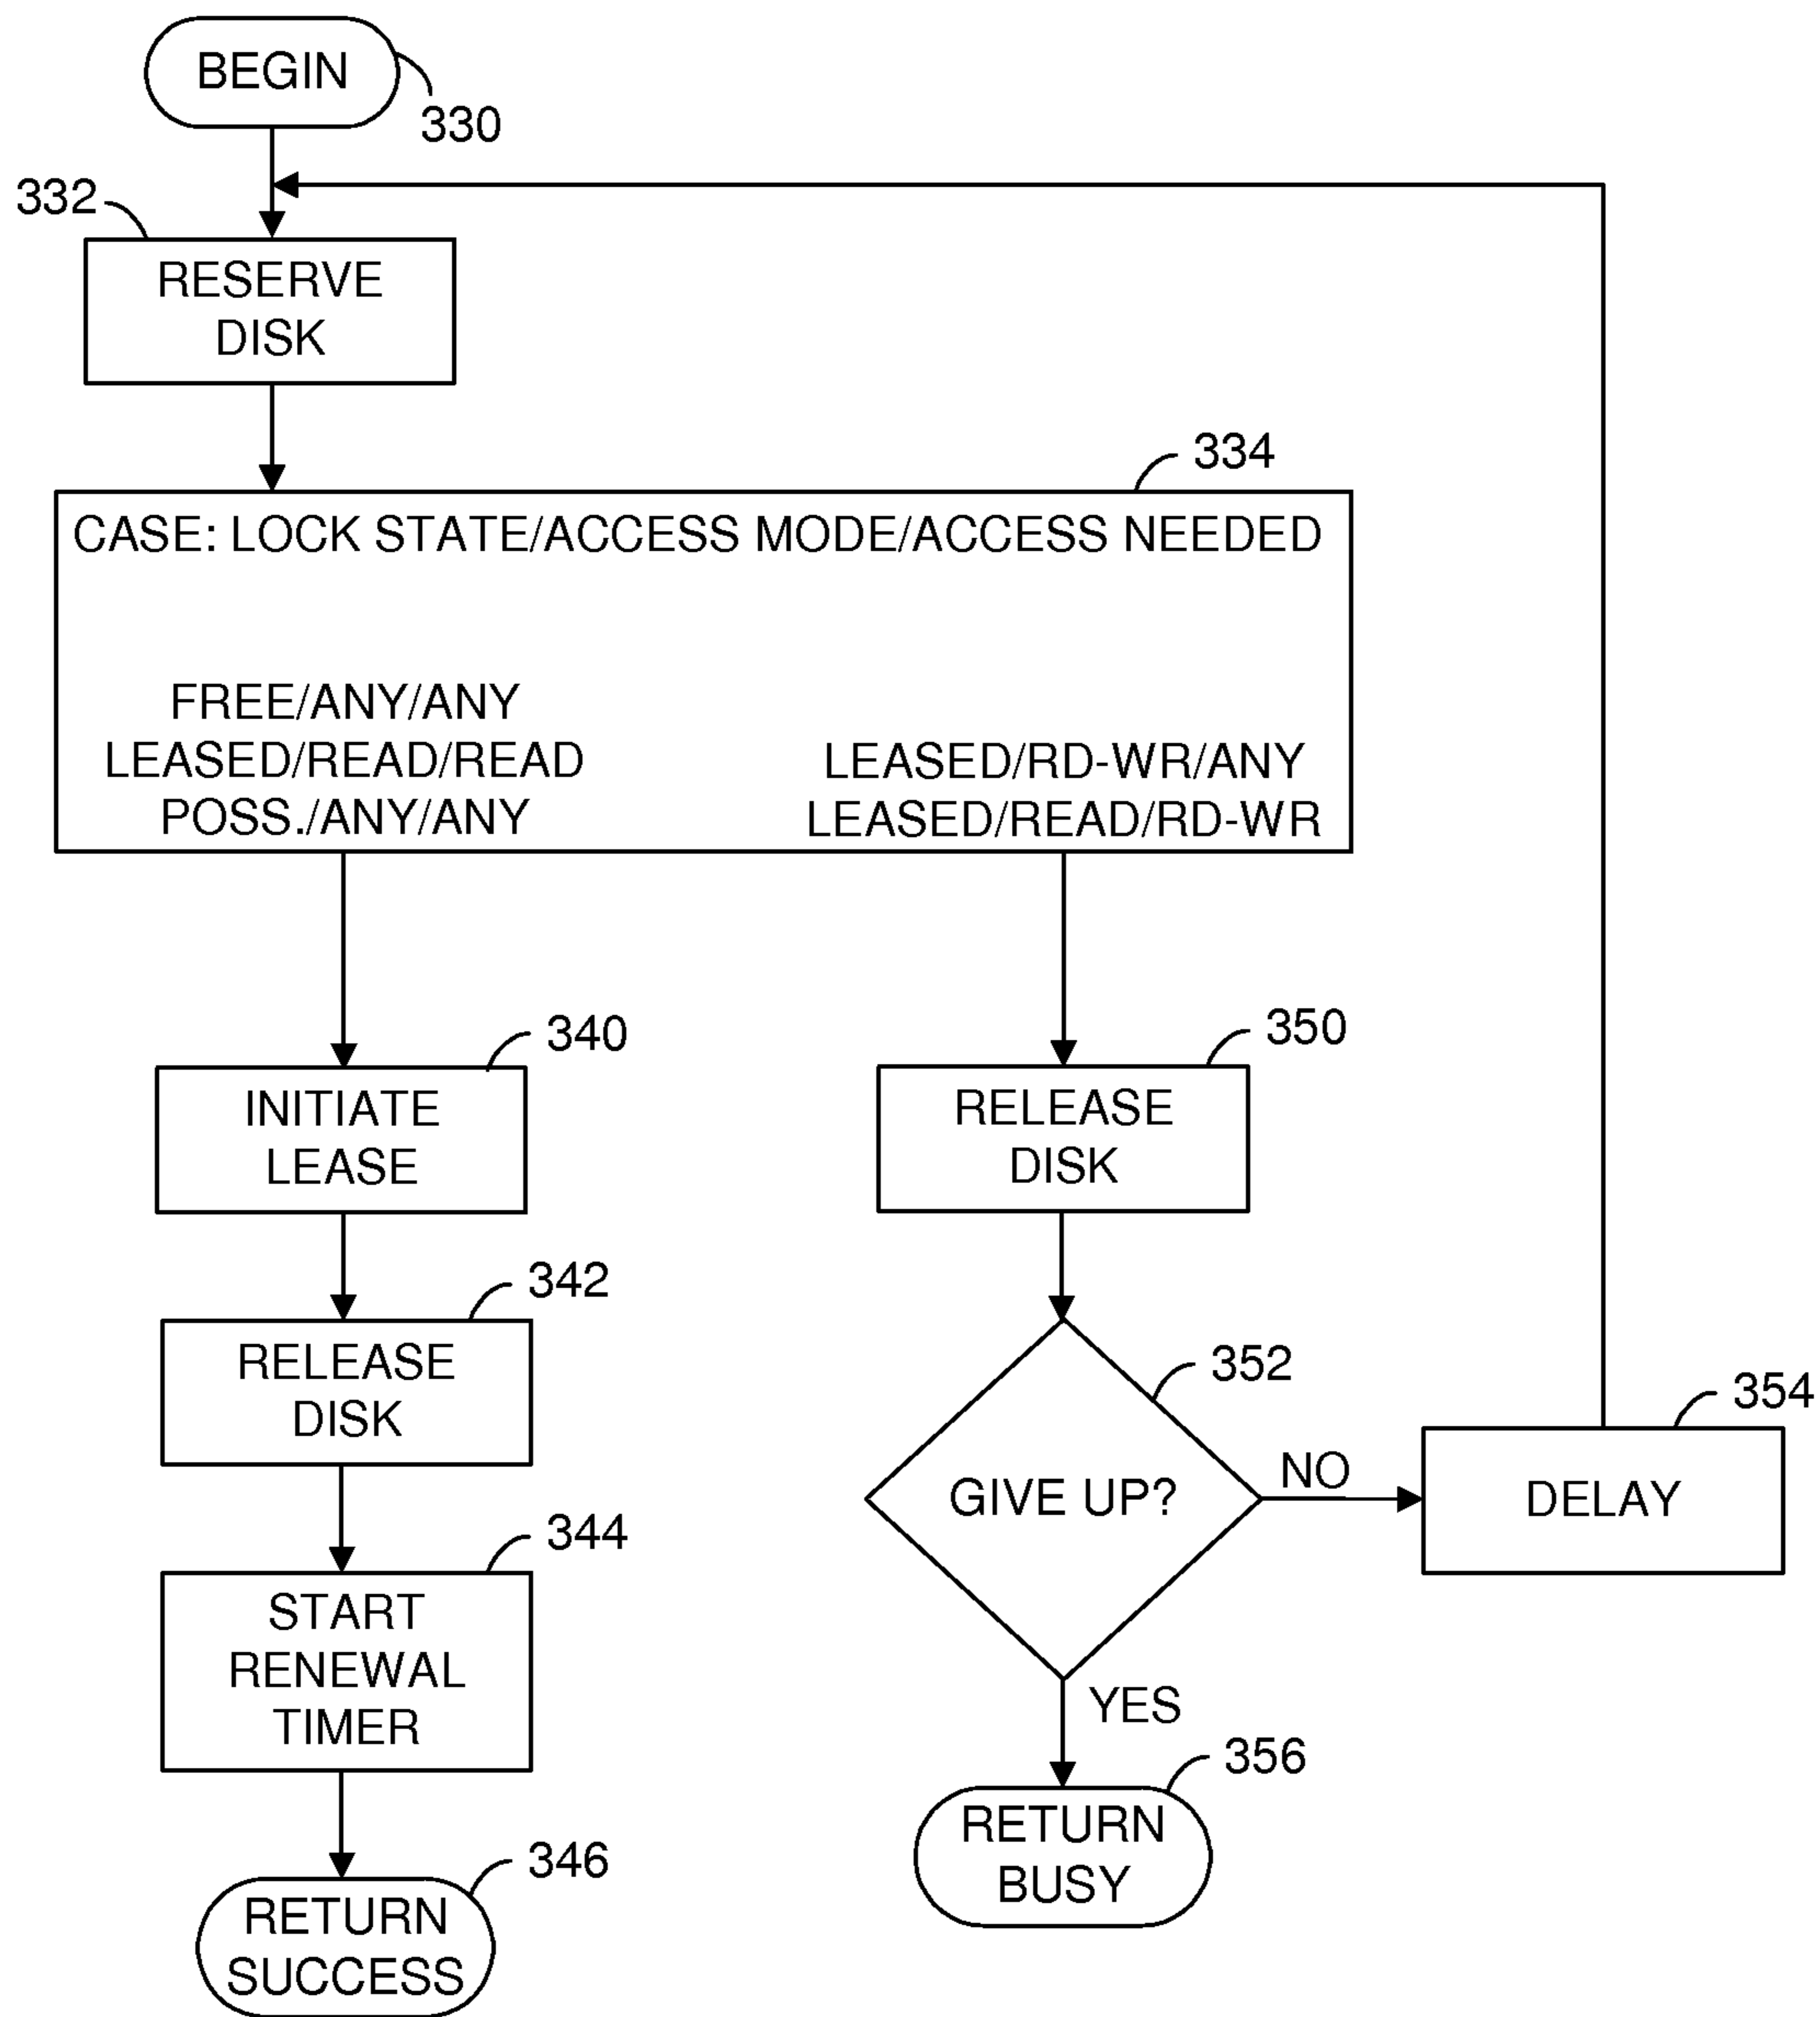 BEGIN
330
332
RESERVE
DISK
334
CASE: LOCK STATE/ACCESS MODE/ACCESS NEEDED
FREE/ANY/ANY
LEASED/READ/READ
POSS./ANY/ANY
LEASED/RD-WR/ANY
LEASED/READ/RD-WR
340
INITIATE
LEASE
342
RELEASE
DISK
344
START
RENEWAL
TIMER
346
RETURN
SUCCESS
350
RELEASE
DISK
352
GIVE UP?
NO
354
DELAY
YES
356
RETURN
BUSY